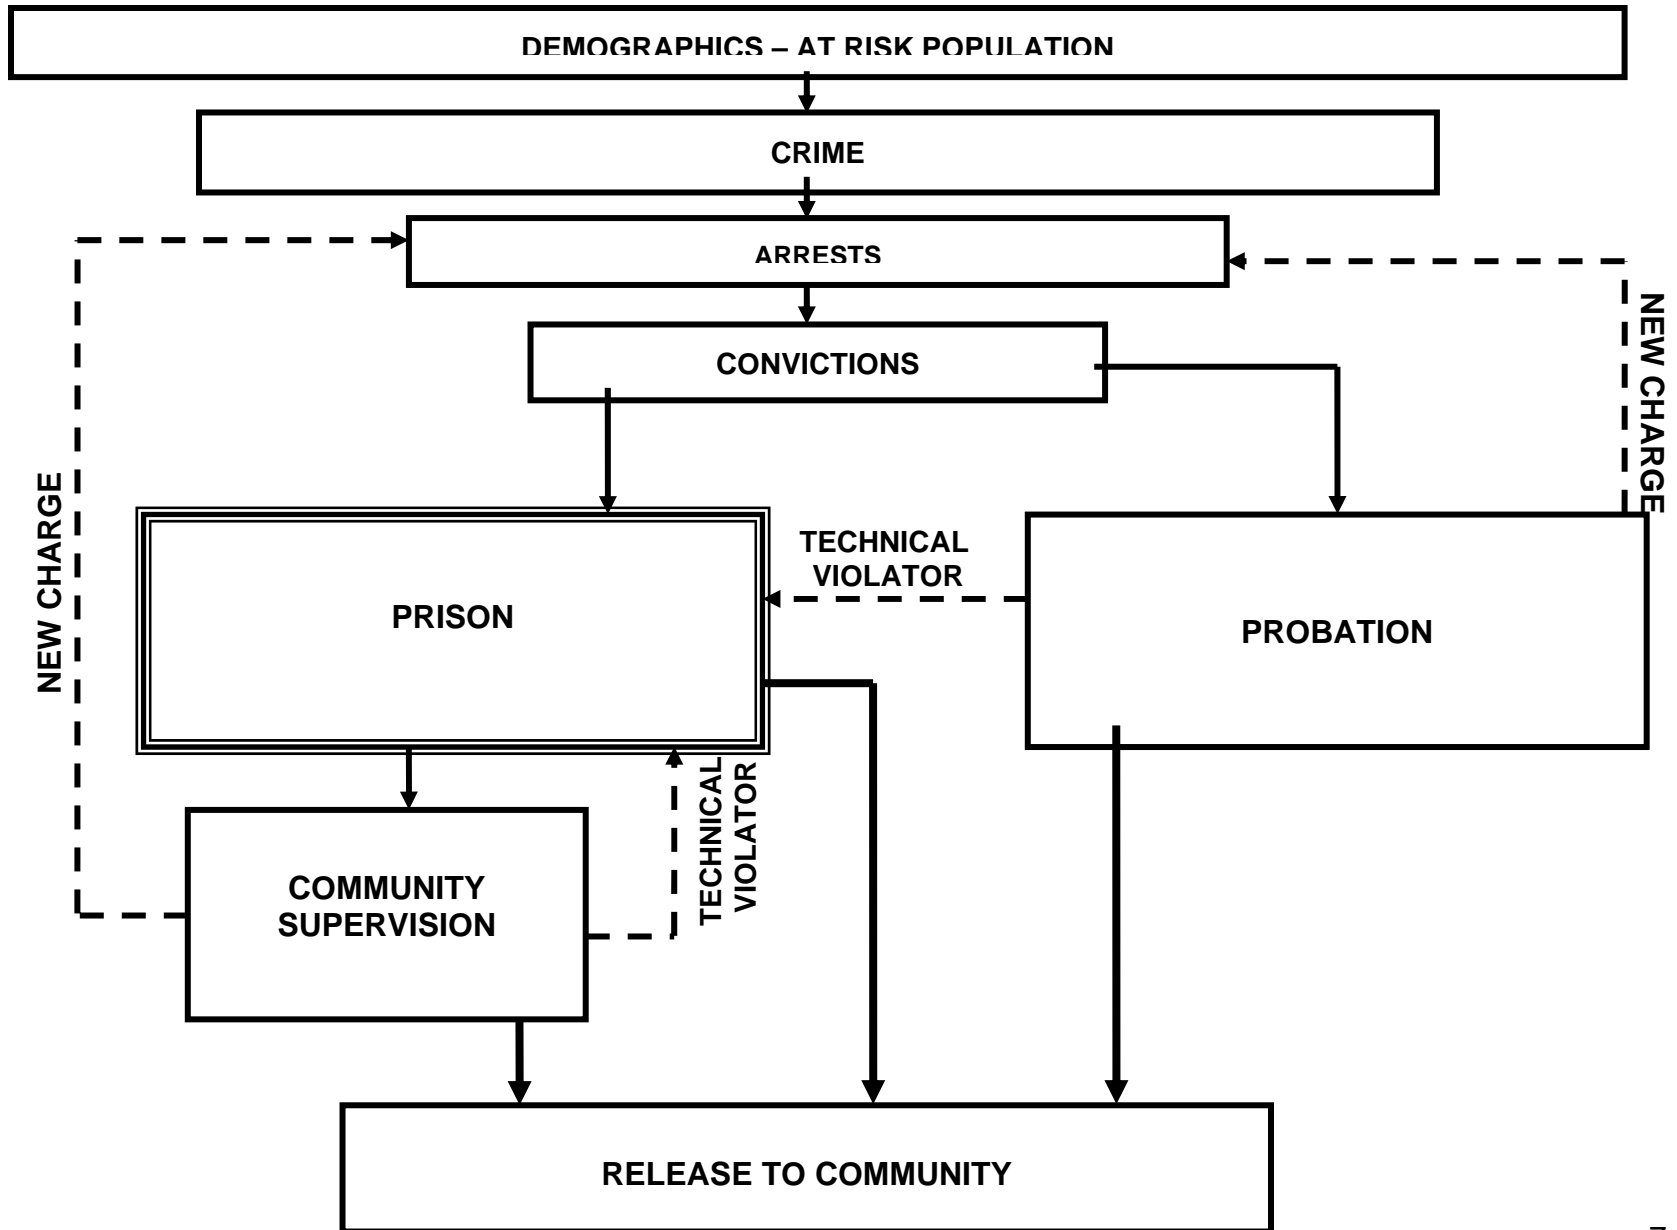 DEMOGRAPHICS – AT RISK POPULATION
CRIME
ARRESTS
CONVICTIONS
NEW CHARGE
NEW CHARGE
TECHNICAL
VIOLATOR
PRISON
PROBATION
TECHNICAL
VIOLATOR
COMMUNITY
SUPERVISION
RELEASE TO COMMUNITY